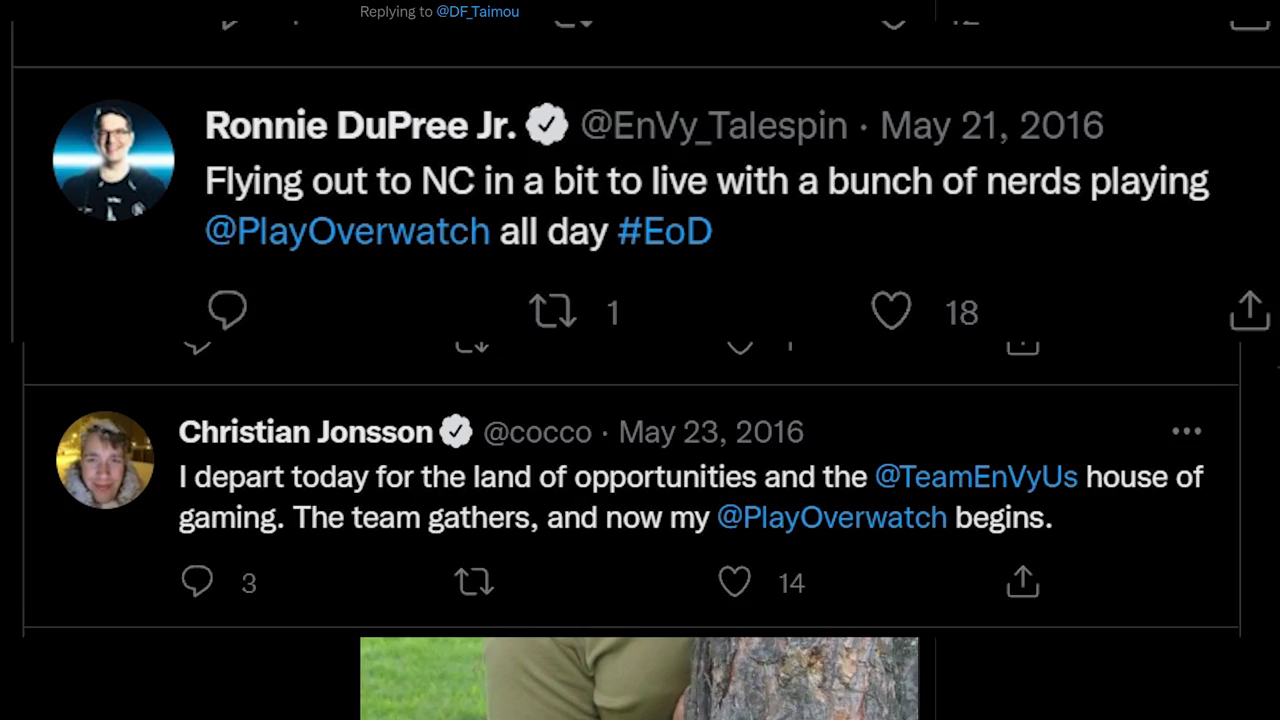 Replying to @DF_Taimou
Ronnie DuPree Jr. @EnVy_Talespin · May 21, 2016
Flying out to NC in a bit to live with a bunch of nerds playing
@PlayOverwatch all day #EoD
1 18
Christian Jonsson @cocco · May 23, 2016
I depart today for the land of opportunities and the @TeamEnVyUs house of
gaming. The team gathers, and now my @PlayOverwatch begins.
3 14